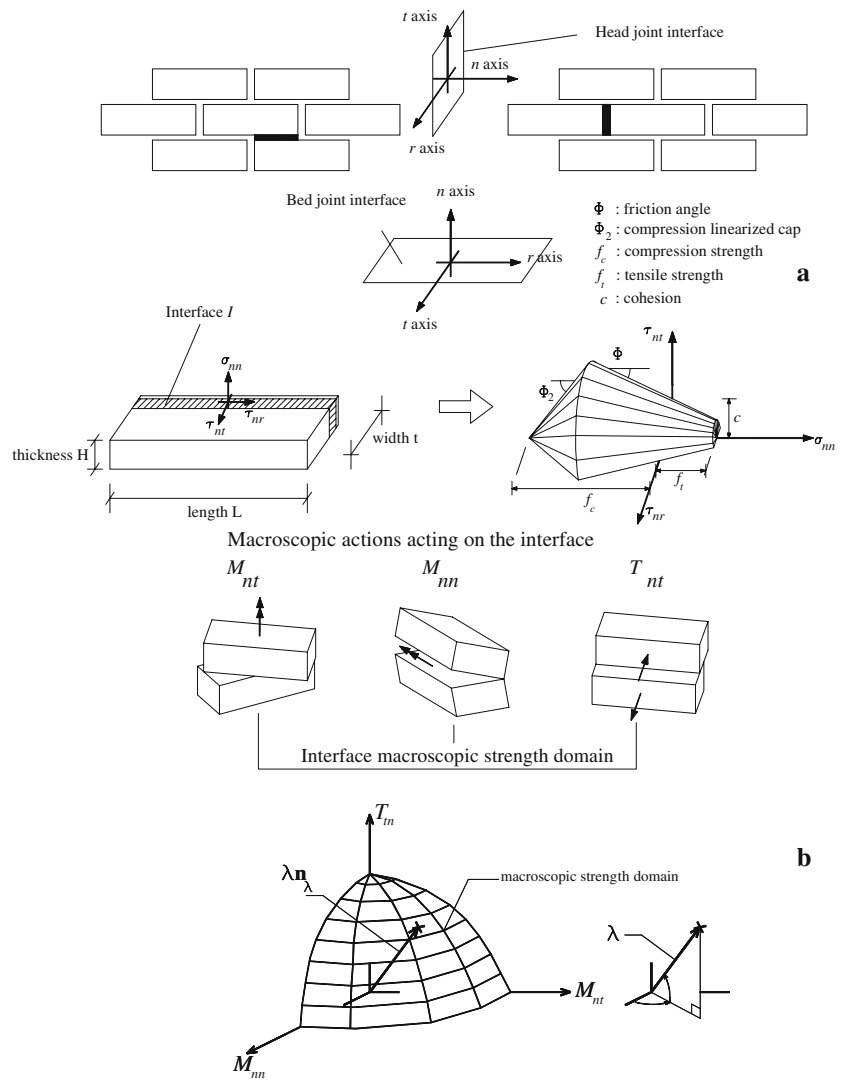 t axis
Head joint interface
n axis
r axis
n axis
Bed joint interface
r axis
t axis
Φ : friction angle
Φ2 : compression linearized cap
fc : compression strength
ft : tensile strength
c : cohesion
a
Interface I
σnn
τnr
τnt
width t
thickness H
length L
τnt
Φ
Φ2
c
σnn
ft
fc
τnr
Macroscopic actions acting on the interface
Mnt
Mnn
Tnt
Interface macroscopic strength domain
b
Ttn
λnλ
macroscopic strength domain
λ
Mnt
Mnn